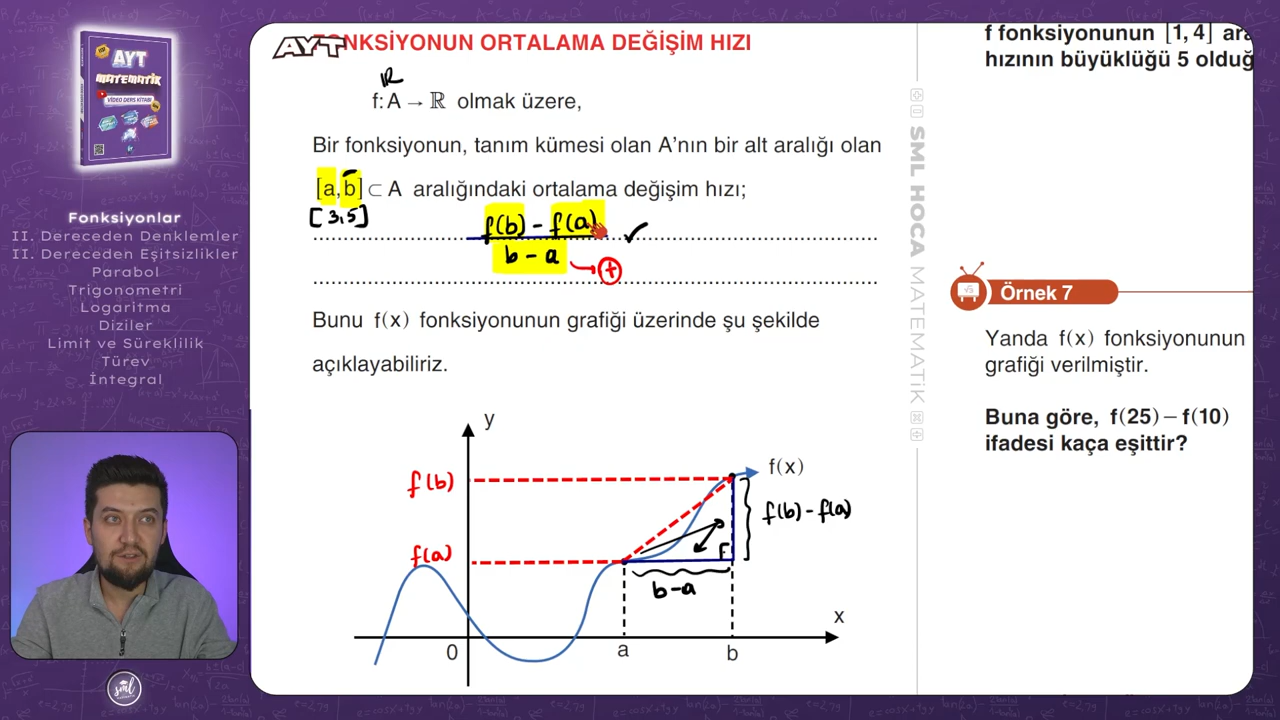 AYT
MATEMATİK
VİDEO DERS KİTABI
Fonksiyonlar
II. Dereceden Denklemler
II. Dereceden Eşitsizlikler
Parabol
Trigonometri
Logaritma
Diziler
Limit ve Süreklilik
Türev
İntegral
sml
AYT
ONKSİYONUN ORTALAMA DEĞİŞİM HIZI
R
f: A → ℝ olmak üzere,
Bir fonksiyonun, tanım kümesi olan A'nın bir alt aralığı olan
[a,b] ⊂ A aralığındaki ortalama değişim hızı;
[3,5]
f(b) - f(a)
b - a → +
Bunu f(x) fonksiyonunun grafiği üzerinde şu şekilde
açıklayabiliriz.
y
f(b)
f(x)
f(b) - f(a)
f(a)
b - a
x
0
a
b
SML HOCA MATEMATİK
f fonksiyonunun [1, 4] ara
hızının büyüklüğü 5 olduğ
Örnek 7
Yanda f(x) fonksiyonunun
grafiği verilmiştir.
Buna göre, f(25) – f(10)
ifadesi kaça eşittir?